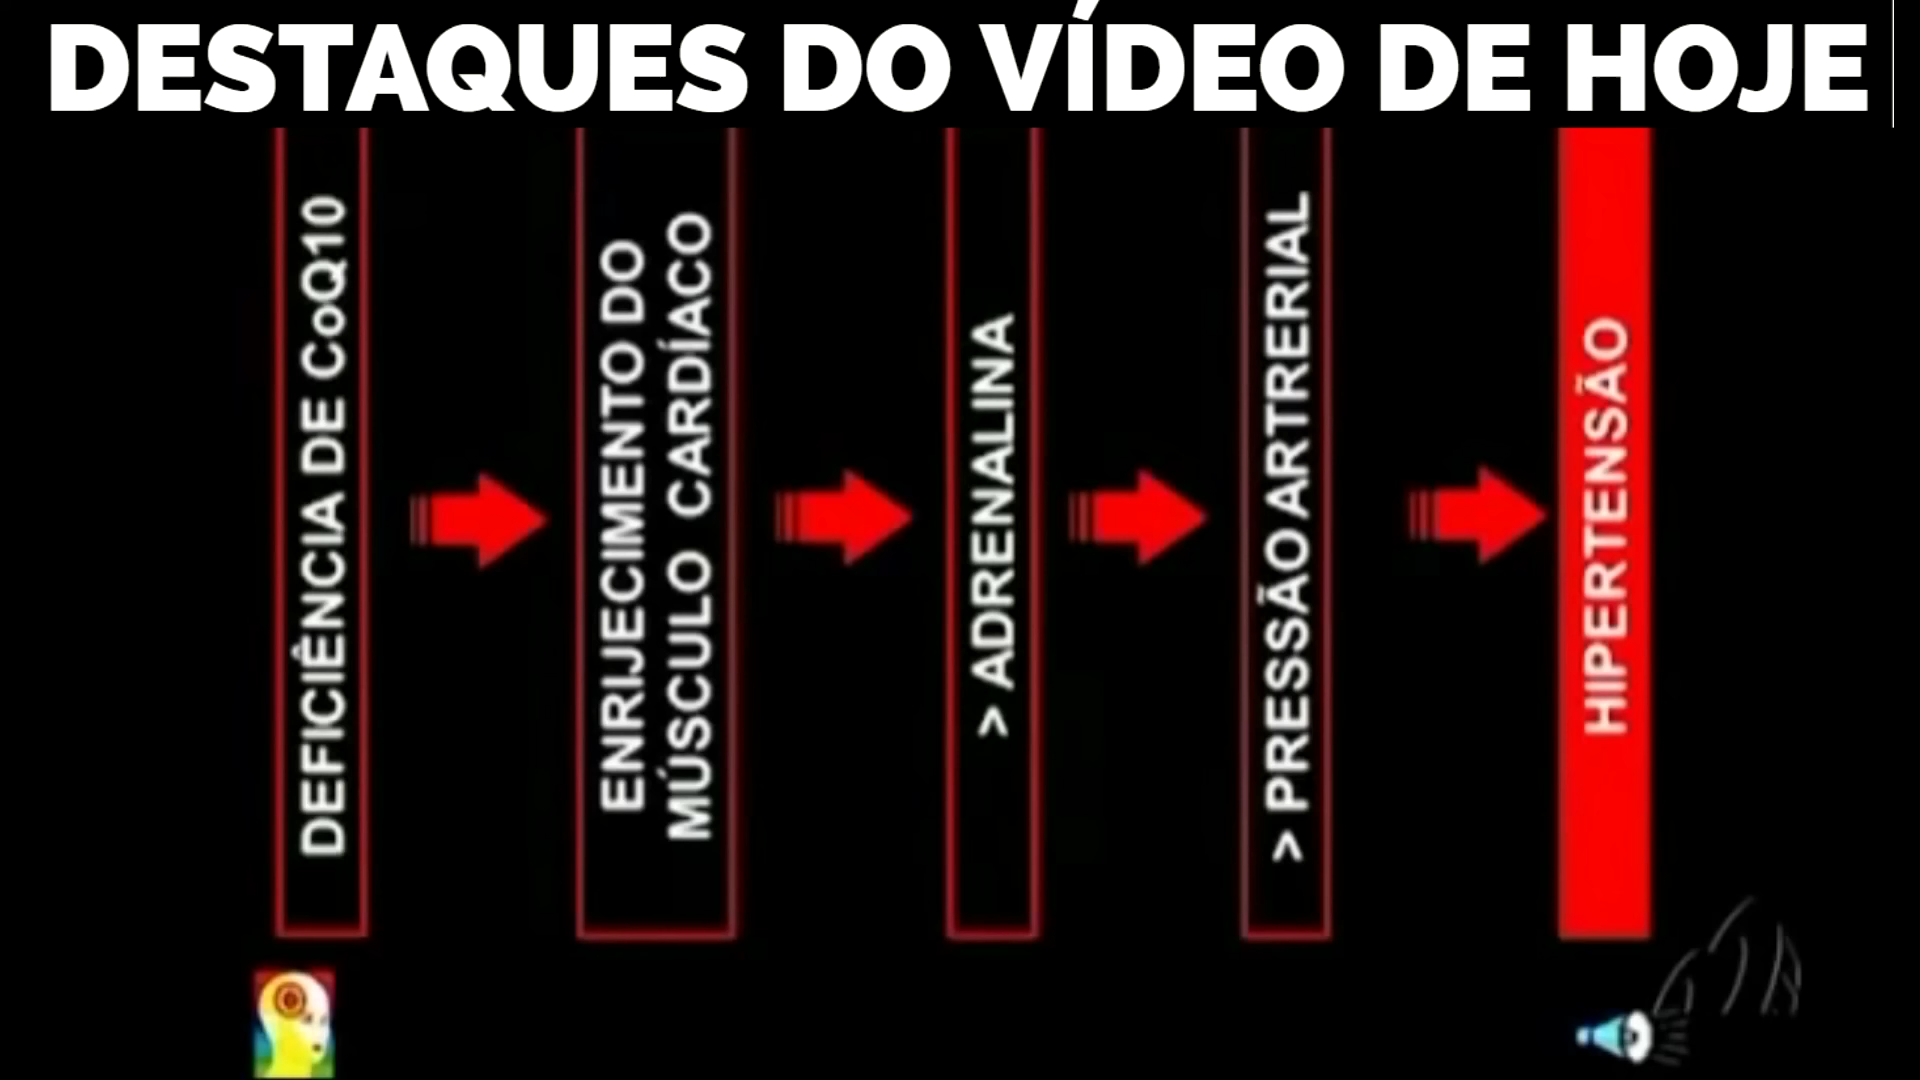 DESTAQUES DO VÍDEO DE HOJE
DEFICIÊNCIA DE CoQ10
ENRIJECIMENTO DO
MÚSCULO CARDÍACO
> ADRENALINA
> PRESSÃO ARTRERIAL
HIPERTENSÃO